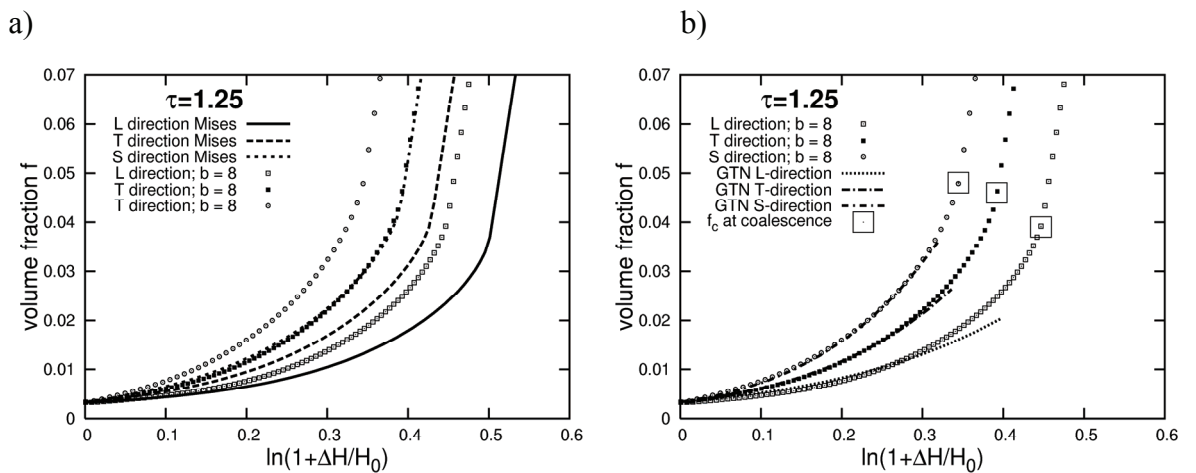 a)
volume fraction f
0.07
0.06
0.05
0.04
0.03
0.02
0.01
0
τ=1.25
L direction Mises
T direction Mises
S direction Mises
L direction; b = 8
T direction; b = 8
T direction; b = 8
0 0.1 0.2 0.3 0.4 0.5 0.6
ln(1+ΔH/H₀)
b)
volume fraction f
0.07
0.06
0.05
0.04
0.03
0.02
0.01
0
τ=1.25
L direction; b = 8
T direction; b = 8
S direction; b = 8
GTN L-direction
GTN T-direction
GTN S-direction
f_c at coalescence
0 0.1 0.2 0.3 0.4 0.5 0.6
ln(1+ΔH/H₀)